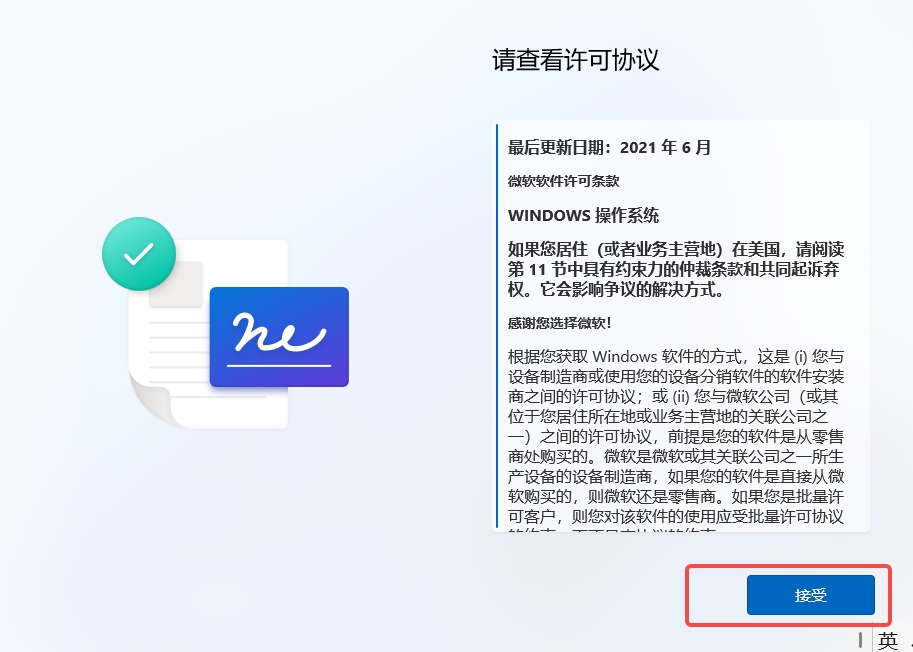 请查看许可协议
最后更新日期：2021 年 6 月
微软软件许可条款
WINDOWS 操作系统
如果您居住（或者业务主营地）在美国，请阅读
第 11 节中具有约束力的仲裁条款和共同起诉弃
权。它会影响争议的解决方式。
感谢您选择微软！
根据您获取 Windows 软件的方式，这是 (i) 您与
设备制造商或使用您的设备分销软件的软件安装
商之间的许可协议；或 (ii) 您与微软公司（或其
位于您居住所在地或业务主营地的关联公司之
一）之间的许可协议，前提是您的软件是从零售
商处购买的。微软是微软或其关联公司之一所生
产设备的设备制造商，如果您的软件是直接从微
软购买的，则微软还是零售商。如果您是批量许
可客户，则您对该软件的使用应受批量许可协议
接受
英